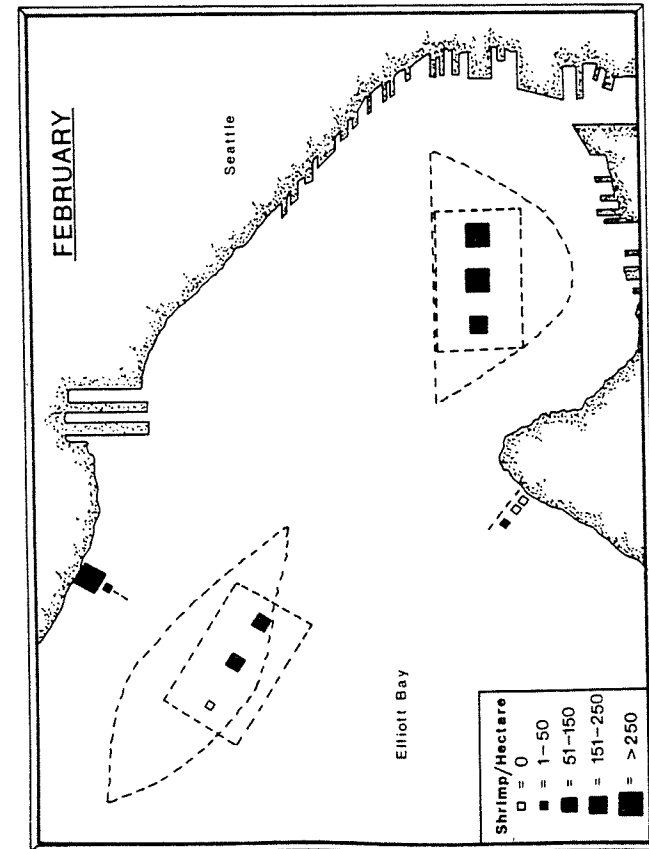 FEBRUARY
Seattle
Elliott Bay
Shrimp/Hectare
= 0
= 1-50
= 51-150
= 151-250
= >250